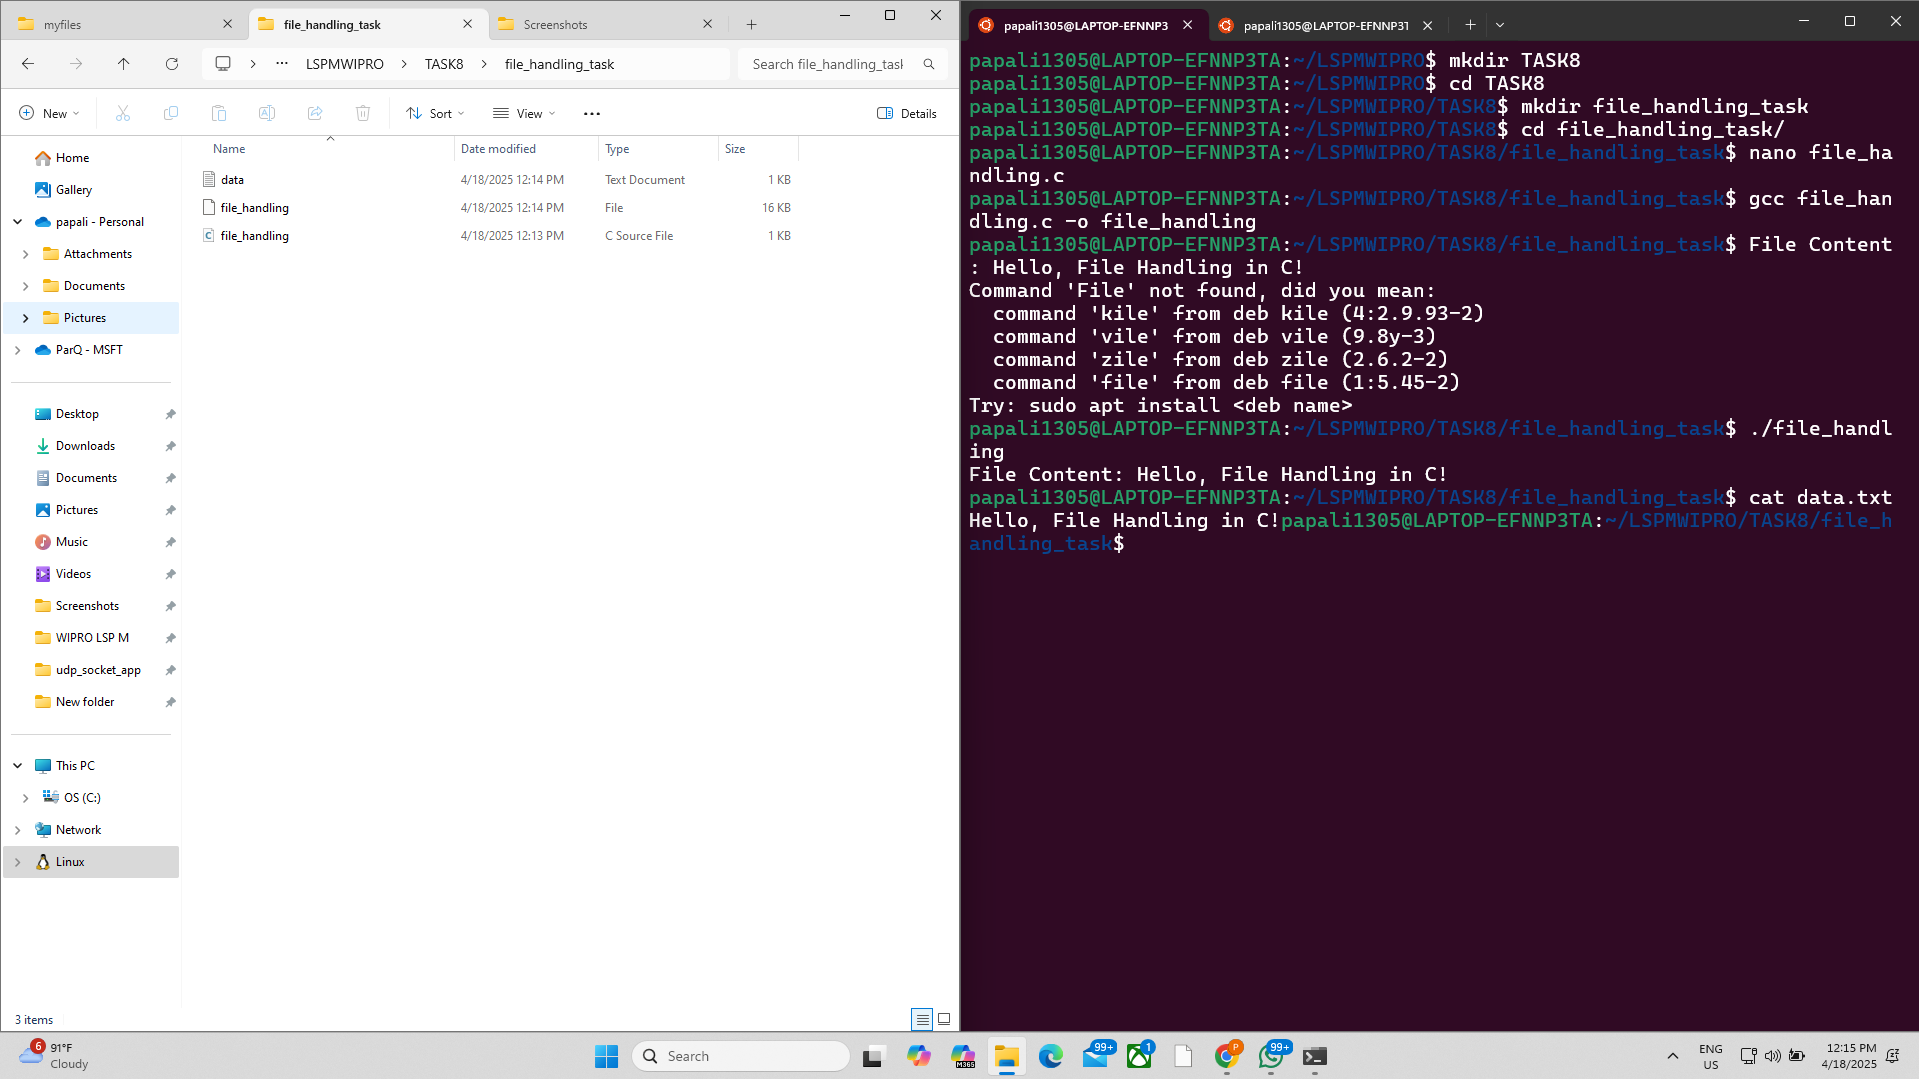 myfiles
file_handling_task
Screenshots
LSPMWIPRO
TASK8
file_handling_task
Search file_handling_task
New
Sort
View
Details
Name
Date modified
Type
Size
data
4/18/2025 12:14 PM
Text Document
1 KB
file_handling
4/18/2025 12:14 PM
File
16 KB
file_handling
4/18/2025 12:13 PM
C Source File
1 KB
Home
Gallery
papali - Personal
Attachments
Documents
Pictures
ParQ - MSFT
Desktop
Downloads
Documents
Pictures
Music
Videos
Screenshots
WIPRO LSP M
udp_socket_app
New folder
This PC
OS (C:)
Network
Linux
3 items
papali1305@LAPTOP-EFNNP3
papali1305@LAPTOP-EFNNP3T
papali1305@LAPTOP-EFNNP3TA:~/LSPMWIPRO$ mkdir TASK8
papali1305@LAPTOP-EFNNP3TA:~/LSPMWIPRO$ cd TASK8
papali1305@LAPTOP-EFNNP3TA:~/LSPMWIPRO/TASK8$ mkdir file_handling_task
papali1305@LAPTOP-EFNNP3TA:~/LSPMWIPRO/TASK8$ cd file_handling_task/
papali1305@LAPTOP-EFNNP3TA:~/LSPMWIPRO/TASK8/file_handling_task$ nano file_ha
ndling.c
papali1305@LAPTOP-EFNNP3TA:~/LSPMWIPRO/TASK8/file_handling_task$ gcc file_han
dling.c -o file_handling
papali1305@LAPTOP-EFNNP3TA:~/LSPMWIPRO/TASK8/file_handling_task$ File Content
: Hello, File Handling in C!
Command 'File' not found, did you mean:
  command 'kile' from deb kile (4:2.9.93-2)
  command 'vile' from deb vile (9.8y-3)
  command 'zile' from deb zile (2.6.2-2)
  command 'file' from deb file (1:5.45-2)
Try: sudo apt install <deb name>
papali1305@LAPTOP-EFNNP3TA:~/LSPMWIPRO/TASK8/file_handling_task$ ./file_handl
ing
File Content: Hello, File Handling in C!
papali1305@LAPTOP-EFNNP3TA:~/LSPMWIPRO/TASK8/file_handling_task$ cat data.txt
Hello, File Handling in C!papali1305@LAPTOP-EFNNP3TA:~/LSPMWIPRO/TASK8/file_h
andling_task$
6
91°F
Cloudy
Search
M365
99+
1
P
99+
ENG
US
12:15 PM
4/18/2025